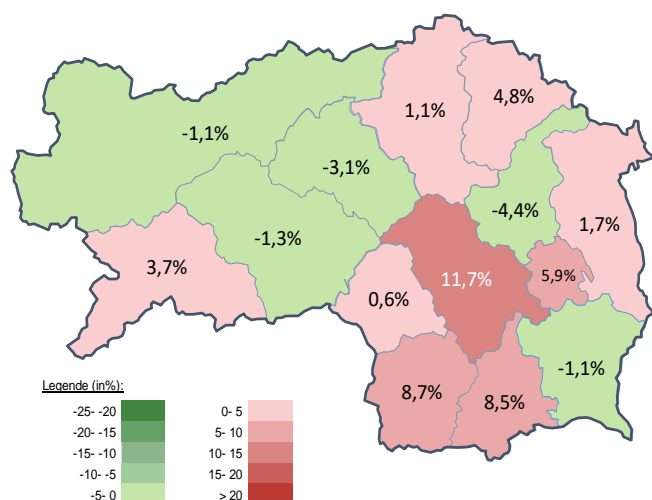 4,8%
1,1%
-1,1%
-3,1%
-4,4%
1,7%
-1,3%
3,7%
5,9%
11,7%
0,6%
-1,1%
8,7%
8,5%
Legende (in%):
-25- -20 0- 5
-20- -15 5- 10
-15- -10 10- 15
-10- -5 15- 20
-5- 0 > 20